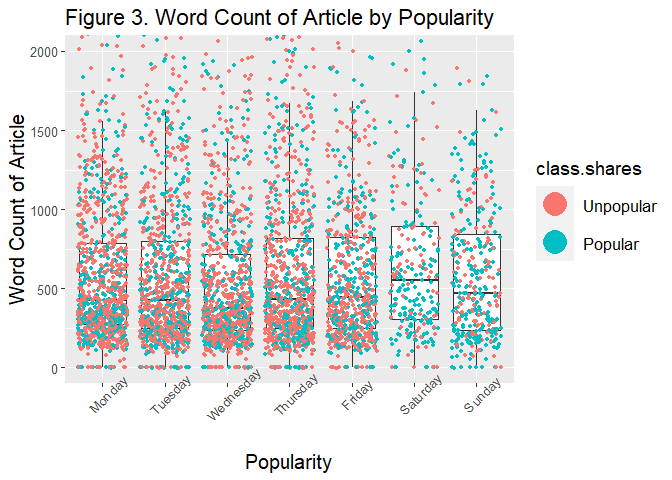 Figure 3. Word Count of Article by Popularity
Word Count of Article
2000
1500
1000
500
0
Monday
Tuesday
Wednesday
Thursday
Friday
Saturday
Sunday
Popularity
class.shares
Unpopular
Popular